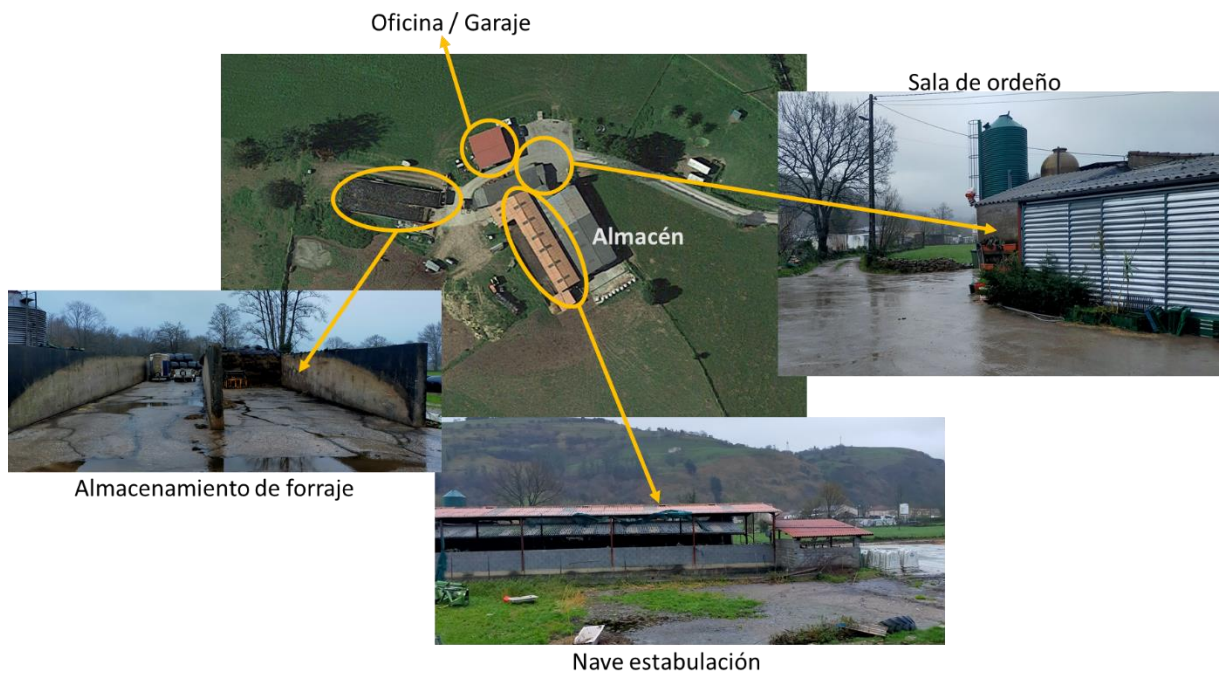 Oficina / Garaje
Sala de ordeño
Almacén
Almacenamiento de forraje
Nave estabulación